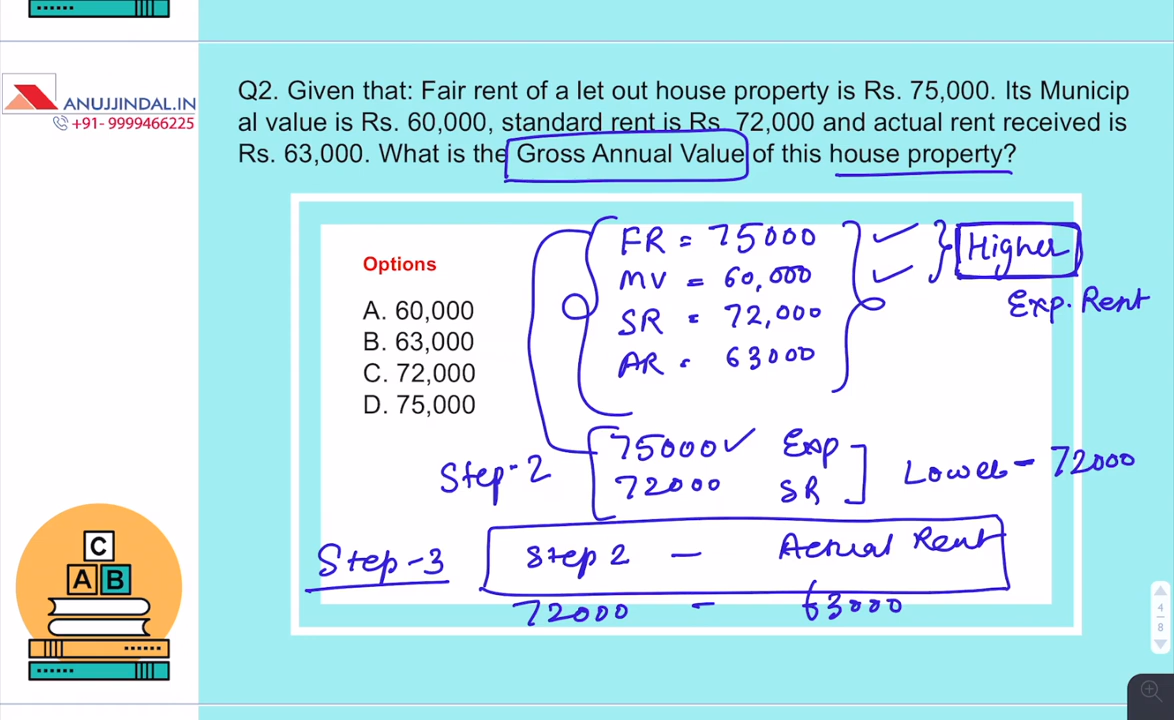 ANUJJINDAL.IN
+91- 9999466225
Q2. Given that: Fair rent of a let out house property is Rs. 75,000. Its Municip
al value is Rs. 60,000, standard rent is Rs. 72,000 and actual rent received is
Rs. 63,000. What is the Gross Annual Value of this house property?
Options
A. 60,000
B. 63,000
C. 72,000
D. 75,000
FR = 75000
MV = 60,000
SR = 72,000
AR = 63000
Higher
Exp. Rent
Step-2
75000 Exp
72000 SR
Lower - 72000
Step-3
Step 2 - Actual Rent
72000 - 63000
C
A B
4
8